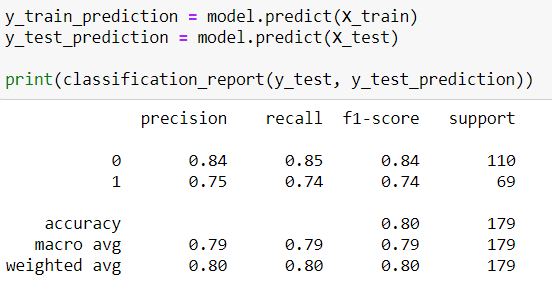 y_train_prediction = model.predict(X_train)
y_test_prediction = model.predict(X_test)
print(classification_report(y_test, y_test_prediction))
precision recall f1-score support
0 0.84 0.85 0.84 110
1 0.75 0.74 0.74 69
accuracy 0.80 179
macro avg 0.79 0.79 0.79 179
weighted avg 0.80 0.80 0.80 179